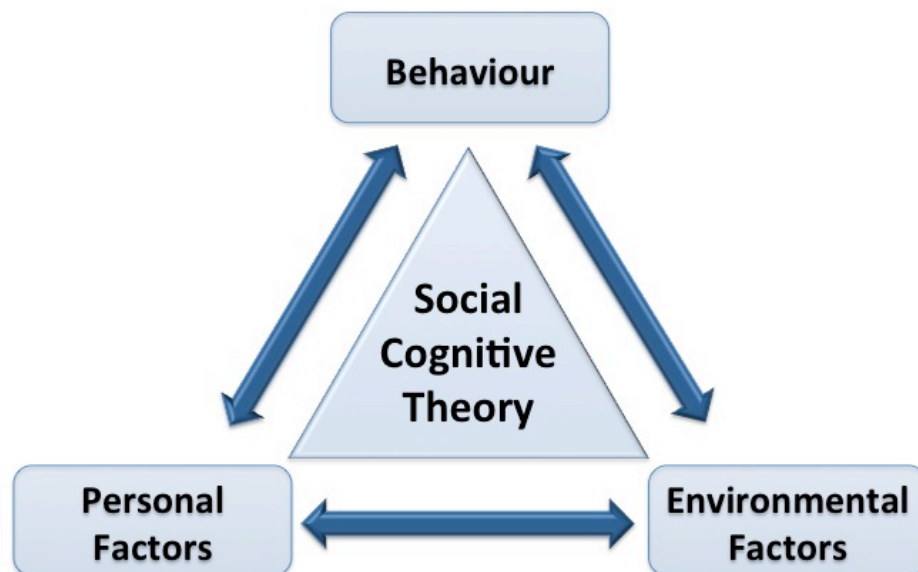 Behaviour
Social
Cognitive
Theory
Personal
Factors
Environmental
Factors